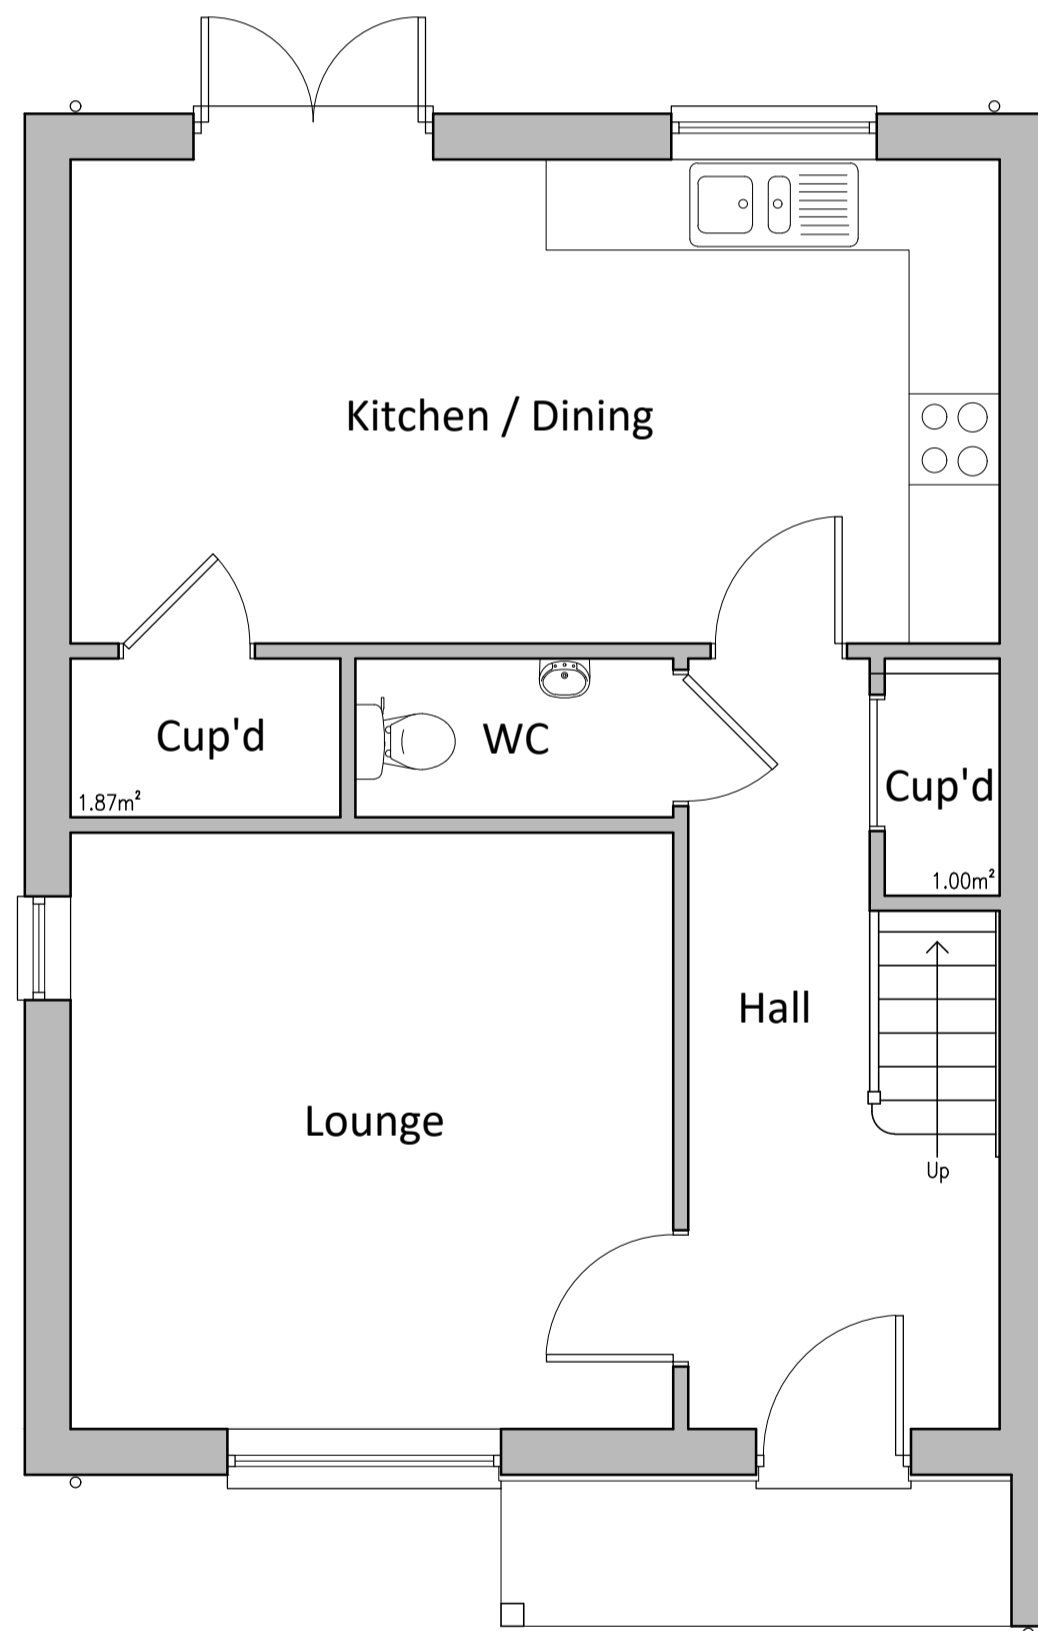 Kitchen / Dining
Cup'd
1.87m²
WC
Cup'd
1.00m²
Hall
Lounge
Up